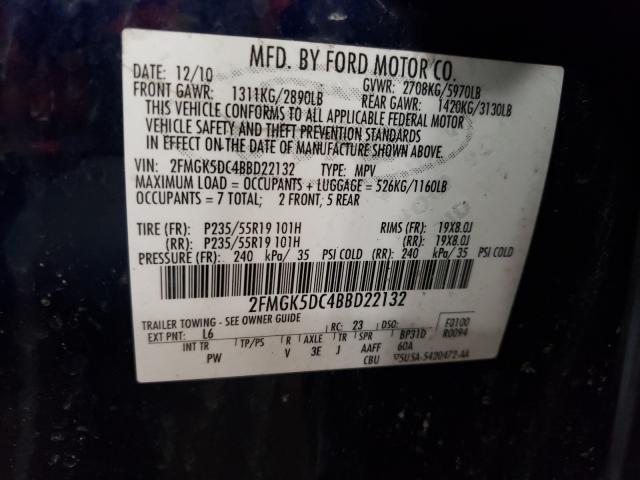 MFD. BY FORD MOTOR CO.
DATE: 12/10 GVWR: 2708KG/5970LB
FRONT GAWR: 1311KG/2890LB REAR GAWR: 1420KG/3130LB
THIS VEHICLE CONFORMS TO ALL APPLICABLE FEDERAL MOTOR
VEHICLE SAFETY AND THEFT PREVENTION STANDARDS
IN EFFECT ON THE DATE OF MANUFACTURE SHOWN ABOVE.
VIN: 2FMGK5DC4BBD22132 TYPE: MPV
MAXIMUM LOAD = OCCUPANTS + LUGGAGE = 526KG/1160LB
OCCUPANTS = 7 TOTAL; 2 FRONT, 5 REAR
TIRE (FR): P235/55R19 101H RIMS (FR): 19X8.0J
(RR): P235/55R19 101H (RR): 19X8.0J
PRESSURE (FR): 240 kPa/ 35 PSI COLD (RR): 240 kPa/ 35 PSI COLD
2FMGK5DC4BBD22132
TRAILER TOWING - SEE OWNER GUIDE
F0100
EXT PNT: L6 RC: 23 DSO: R0094
INT TR TP/PS R AXLE TR SPR BP31D
PW V 3E J AAFF 60A
CBU 5U5A-5420472-AA